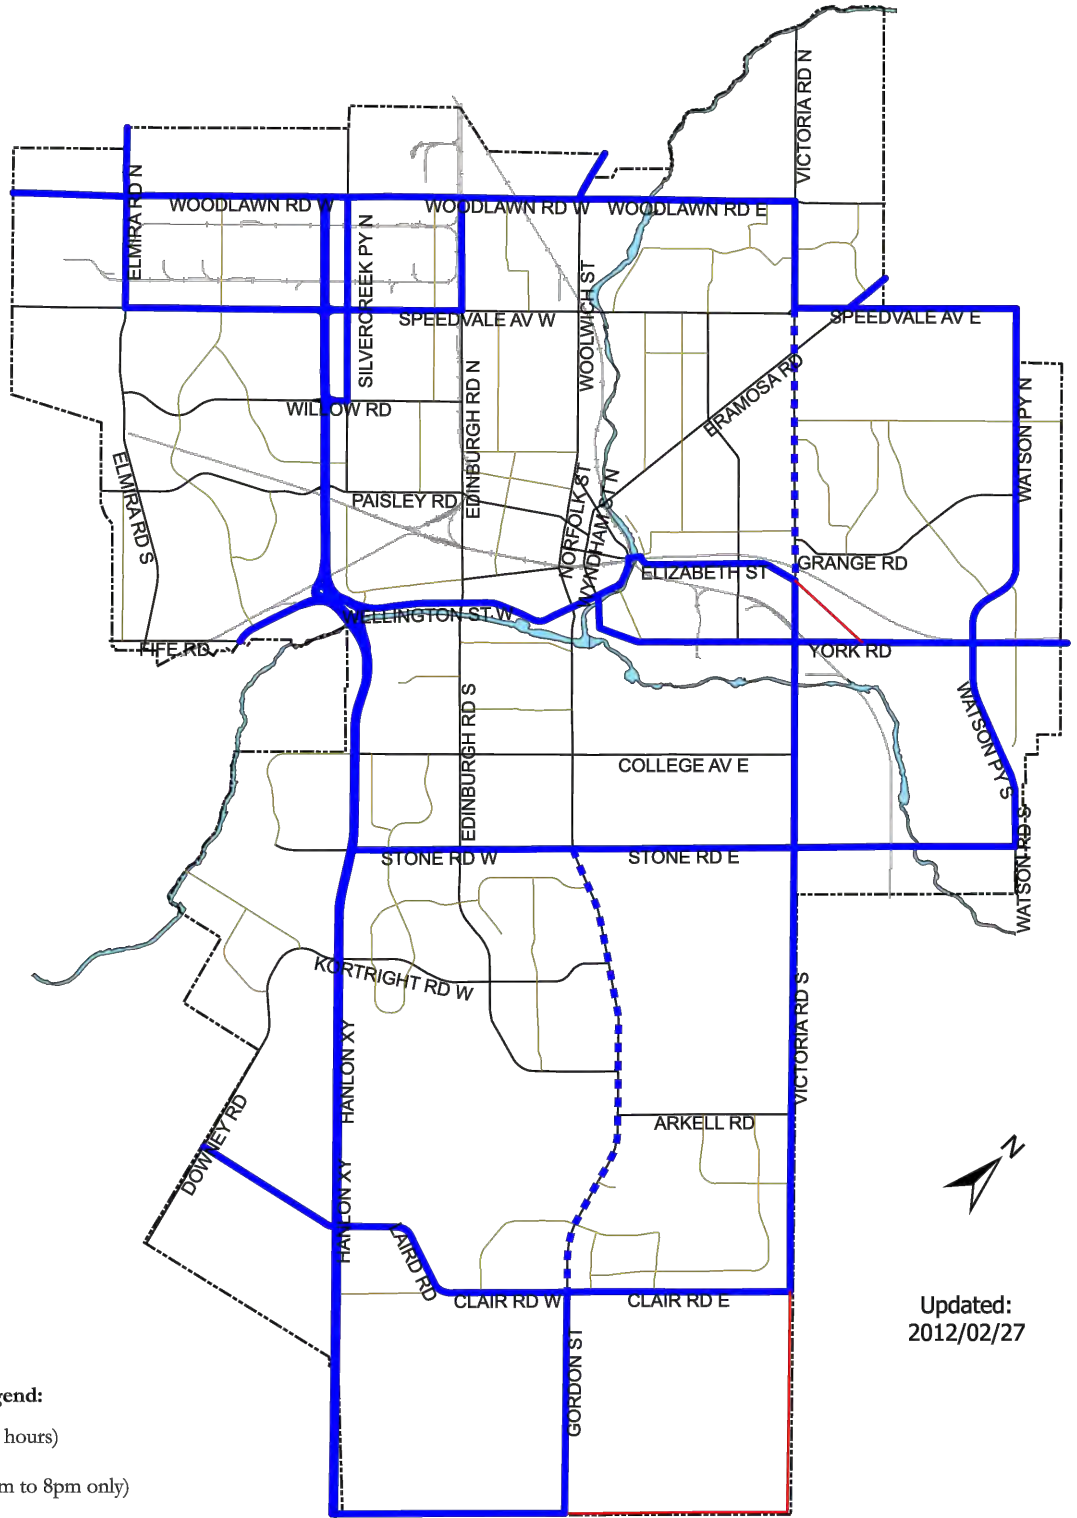 VICTORIA RD N
ELMIRA RD N
WOODLAWN RD W
WOODLAWN RD W
WOODLAWN RD E
SILVERCREEK PY N
WOOLWICH ST
SPEEDVALE AV W
SPEEDVALE AV E
EDINBURGH RD N
ERAMOSA RD
WILLOW RD
WATSON PY N
ELMIRA RD S
PAISLEY RD
NORFOLK ST
WYNDHAM ST N
ELIZABETH ST
GRANGE RD
WELLINGTON ST W
FIFE RD
YORK RD
EDINBURGH RD S
WATSON PY S
COLLEGE AV E
STONE RD W
STONE RD E
WATSON RD S
KORTRIGHT RD W
HANLON XY
VICTORIA RD S
DOWNEY RD
ARKELL RD
N
HANLON XY
LAIRD RD
CLAIR RD W
CLAIR RD E
Updated:
2012/02/27
GORDON ST
gend:
hours)
m to 8pm only)